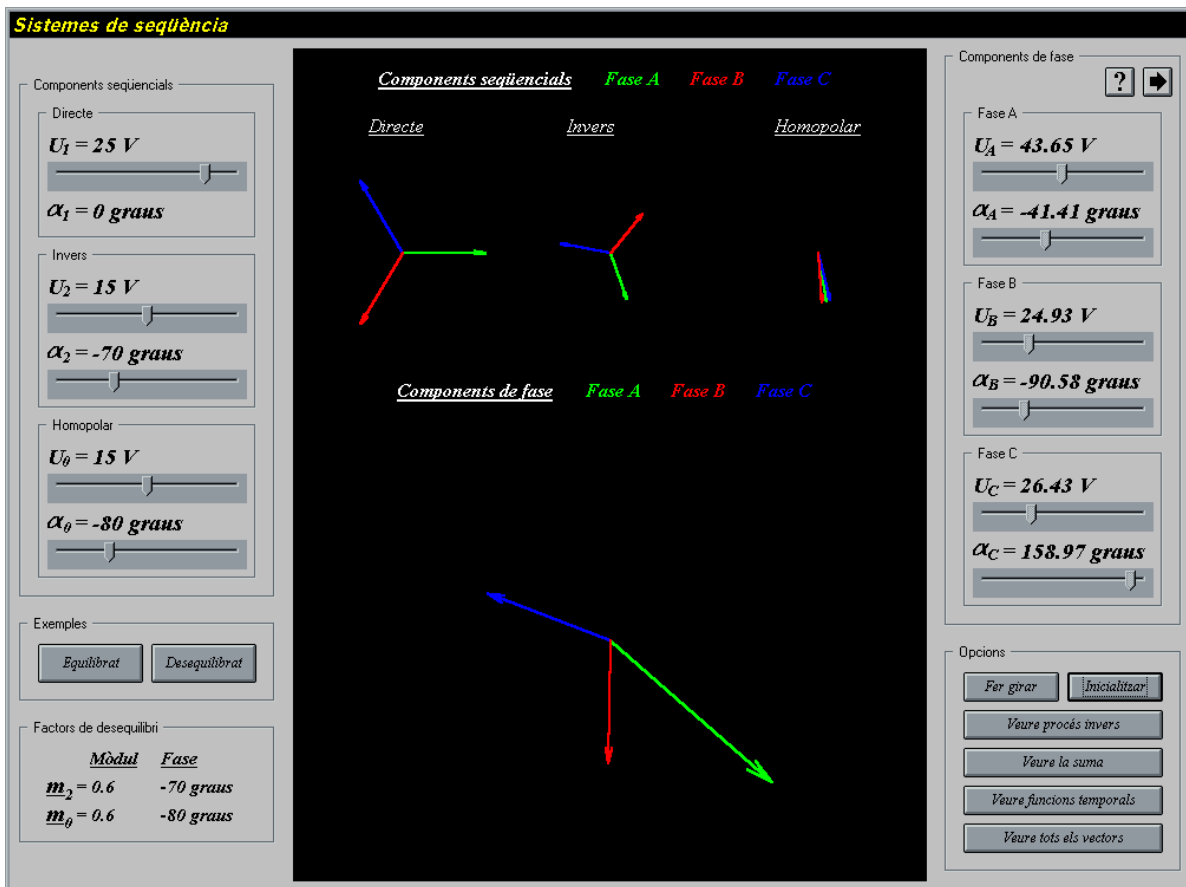 Sistemes de seqüència
Components seqüencials
Directe
U1 = 25 V
α1 = 0 graus
Invers
U2 = 15 V
α2 = -70 graus
Homopolar
Uθ = 15 V
αθ = -80 graus
Exemples
Equilibrat
Desequilibrat
Factors de desequilibri
Mòdul Fase
m2 = 0.6 -70 graus
mθ = 0.6 -80 graus
Components seqüencials Fase A Fase B Fase C
Directe Invers Homopolar
Components de fase Fase A Fase B Fase C
Components de fase
?
Fase A
UA = 43.65 V
αA = -41.41 graus
Fase B
UB = 24.93 V
αB = -90.58 graus
Fase C
UC = 26.43 V
αC = 158.97 graus
Opcions
Fer girar
Inicialitzar
Veure procés invers
Veure la suma
Veure funcions temporals
Veure tots els vectors